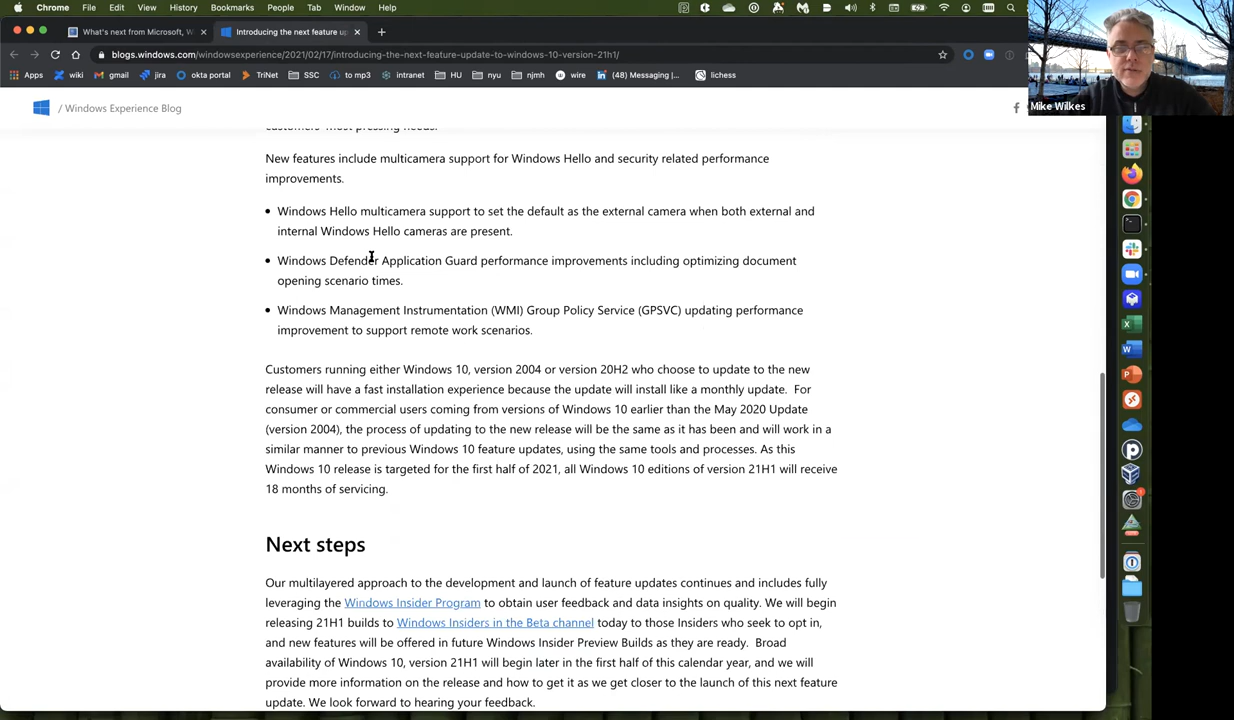 Chrome File Edit View History Bookmarks People Tab Window Help
What's next from Microsoft, W
Introducing the next feature up
blogs.windows.com/windowsexperience/2021/02/17/introducing-the-next-feature-update-to-windows-10-version-21h1/
Apps wiki gmail jira okta portal TriNet SSC to mp3 intranet HU nyu njmh wire (48) Messaging |... lichess
Mike Wilkes
/ Windows Experience Blog
customers' most pressing needs.
New features include multicamera support for Windows Hello and security related performance
improvements.
• Windows Hello multicamera support to set the default as the external camera when both external and
internal Windows Hello cameras are present.
• Windows Defender Application Guard performance improvements including optimizing document
opening scenario times.
• Windows Management Instrumentation (WMI) Group Policy Service (GPSVC) updating performance
improvement to support remote work scenarios.
Customers running either Windows 10, version 2004 or version 20H2 who choose to update to the new
release will have a fast installation experience because the update will install like a monthly update. For
consumer or commercial users coming from versions of Windows 10 earlier than the May 2020 Update
(version 2004), the process of updating to the new release will be the same as it has been and will work in a
similar manner to previous Windows 10 feature updates, using the same tools and processes. As this
Windows 10 release is targeted for the first half of 2021, all Windows 10 editions of version 21H1 will receive
18 months of servicing.
Next steps
Our multilayered approach to the development and launch of feature updates continues and includes fully
leveraging the Windows Insider Program to obtain user feedback and data insights on quality. We will begin
releasing 21H1 builds to Windows Insiders in the Beta channel today to those Insiders who seek to opt in,
and new features will be offered in future Windows Insider Preview Builds as they are ready. Broad
availability of Windows 10, version 21H1 will begin later in the first half of this calendar year, and we will
provide more information on the release and how to get it as we get closer to the launch of this next feature
update. We look forward to hearing your feedback.